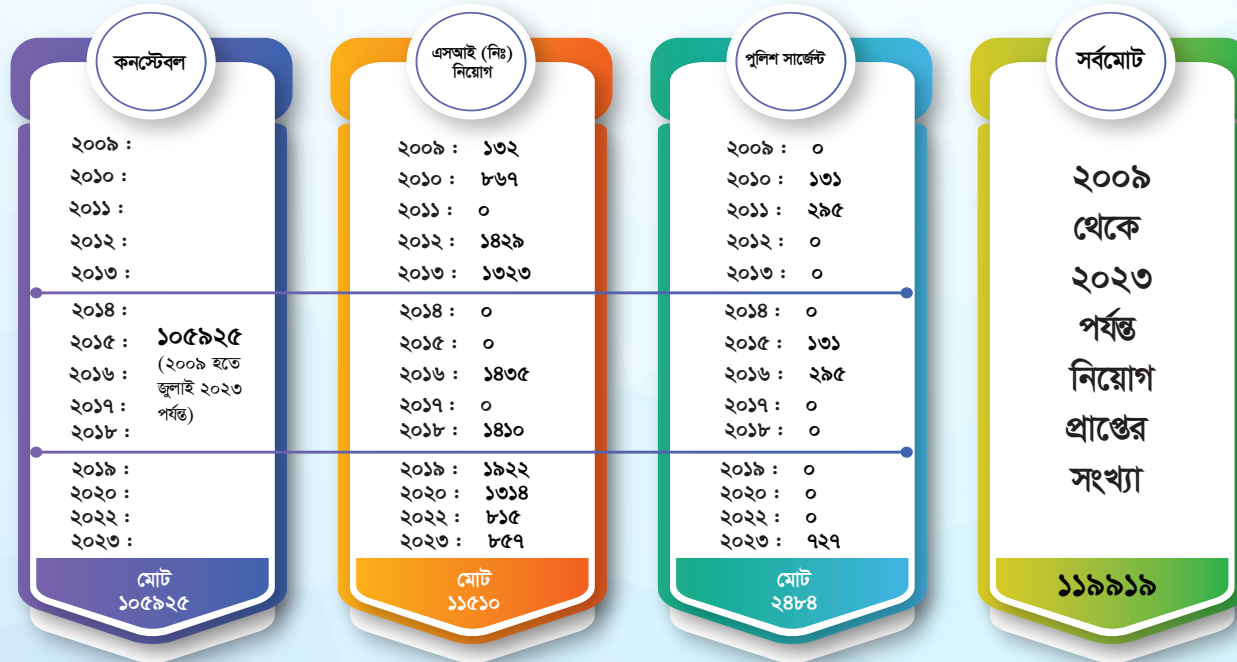 কনস্টেবল
২০০৯ :
২০১০ :
২০১১ :
২০১২ :
২০১৩ :
২০১৪ :
২০১৫ :
২০১৬ :
২০১৭ :
২০১৮ :
১০৫৯২৫
(২০০৯ হতে
জুলাই ২০২৩
পর্যন্ত)
২০১৯ :
২০২০ :
২০২২ :
২০২৩ :
মোট
১০৫৯২৫
এসআই (নিঃ)
নিয়োগ
২০০৯ : ১৩২
২০১০ : ৮৬৭
২০১১ : ০
২০১২ : ১৪২৯
২০১৩ : ১৩২৩
২০১৪ : ০
২০১৫ : ০
২০১৬ : ১৪৩৫
২০১৭ : ০
২০১৮ : ১৪১০
২০১৯ : ১৯২২
২০২০ : ১৩১৪
২০২২ : ৮১৫
২০২৩ : ৮৫৭
মোট
১১৫১০
পুলিশ সার্জেন্ট
২০০৯ : ০
২০১০ : ১৩১
২০১১ : ২৯৫
২০১২ : ০
২০১৩ : ০
২০১৪ : ০
২০১৫ : ১৩১
২০১৬ : ২৯৫
২০১৭ : ০
২০১৮ : ০
২০১৯ : ০
২০২০ : ০
২০২২ : ০
২০২৩ : ৭২৭
মোট
২৪৮৪
সর্বমোট
২০০৯
থেকে
২০২৩
পর্যন্ত
নিয়োগ
প্রাপ্তের
সংখ্যা
১১৯৯১৯